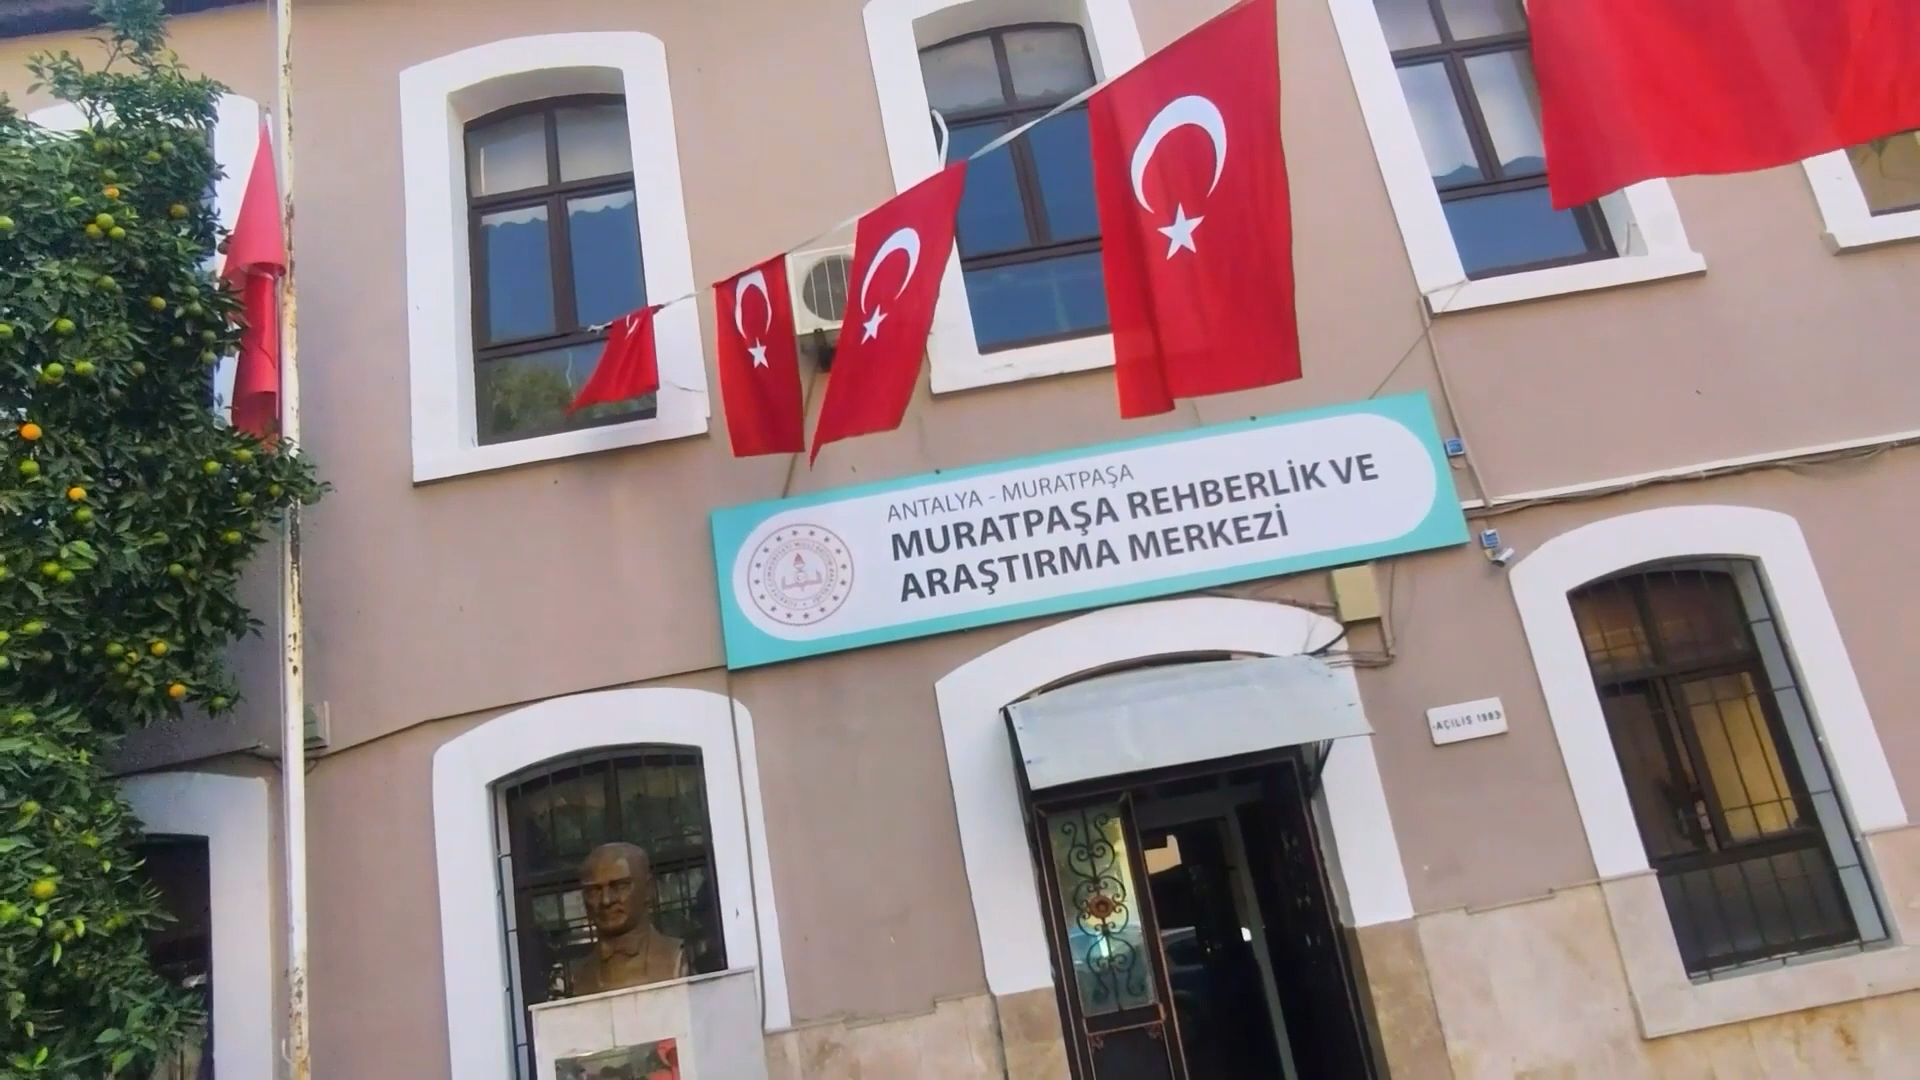 ANTALYA - MURATPAŞA
MURATPAŞA REHBERLİK VE
ARAŞTIRMA MERKEZİ
AÇILIŞ 1983